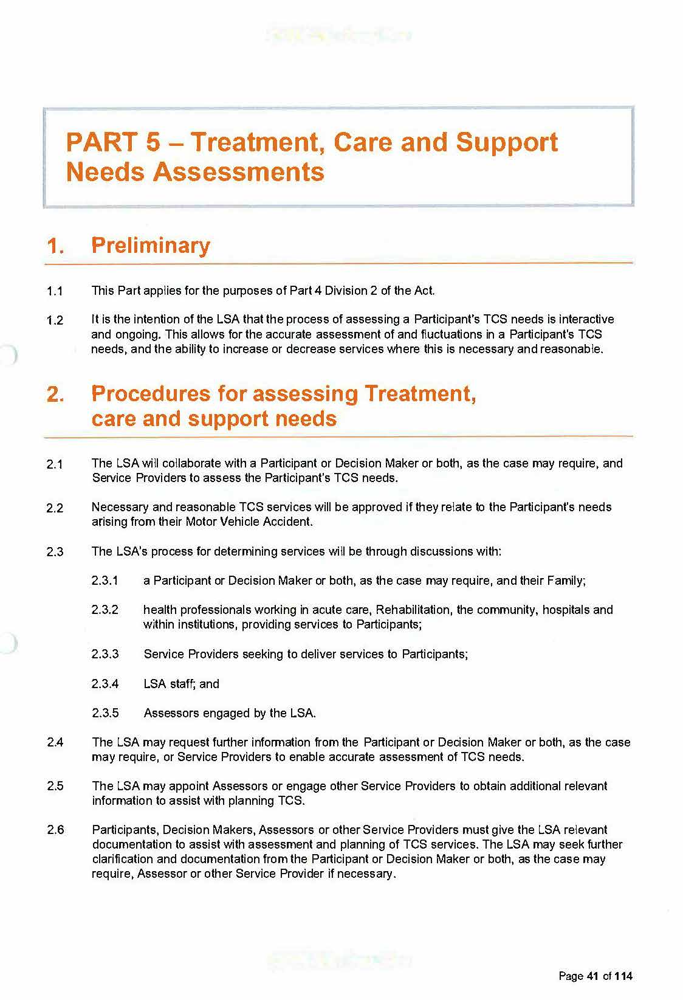 PART 5 – Treatment, Care and Support
Needs Assessments
1. Preliminary
1.1 This Part applies for the purposes of Part 4 Division 2 of the Act.
1.2 It is the intention of the LSA that the process of assessing a Participant's TCS needs is interactive
and ongoing. This allows for the accurate assessment of and fluctuations in a Participant's TCS
needs, and the ability to increase or decrease services where this is necessary and reasonable.
2. Procedures for assessing Treatment,
care and support needs
2.1 The LSA will collaborate with a Participant or Decision Maker or both, as the case may require, and
Service Providers to assess the Participant's TCS needs.
2.2 Necessary and reasonable TCS services will be approved if they relate to the Participant's needs
arising from their Motor Vehicle Accident.
2.3 The LSA's process for determining services will be through discussions with:
2.3.1 a Participant or Decision Maker or both, as the case may require, and their Family;
2.3.2 health professionals working in acute care, Rehabilitation, the community, hospitals and
within institutions, providing services to Participants;
2.3.3 Service Providers seeking to deliver services to Participants;
2.3.4 LSA staff; and
2.3.5 Assessors engaged by the LSA.
2.4 The LSA may request further information from the Participant or Decision Maker or both, as the case
may require, or Service Providers to enable accurate assessment of TCS needs.
2.5 The LSA may appoint Assessors or engage other Service Providers to obtain additional relevant
information to assist with planning TCS.
2.6 Participants, Decision Makers, Assessors or other Service Providers must give the LSA relevant
documentation to assist with assessment and planning of TCS services. The LSA may seek further
clarification and documentation from the Participant or Decision Maker or both, as the case may
require, Assessor or other Service Provider if necessary.
Page 41 of 114